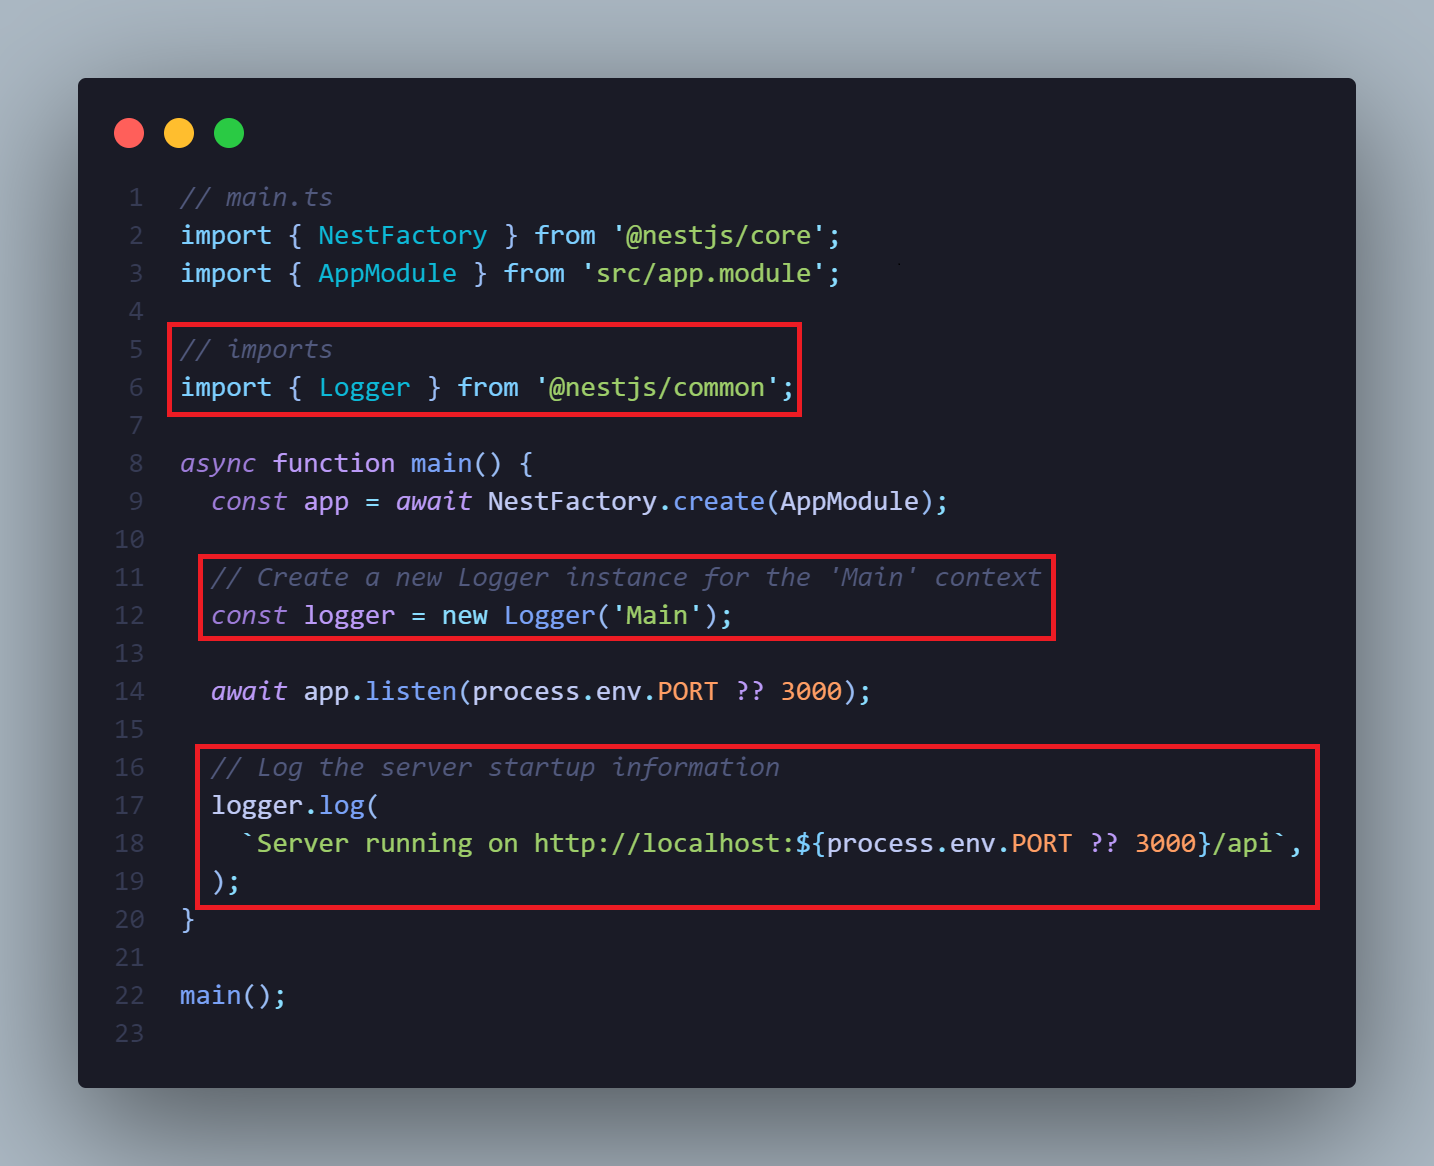 1 // main.ts
2 import { NestFactory } from '@nestjs/core';
3 import { AppModule } from 'src/app.module';
4
5 // imports
6 import { Logger } from '@nestjs/common';
7
8 async function main() {
9   const app = await NestFactory.create(AppModule);
10
11   // Create a new Logger instance for the 'Main' context
12   const logger = new Logger('Main');
13
14   await app.listen(process.env.PORT ?? 3000);
15
16   // Log the server startup information
17   logger.log(
18     `Server running on http://localhost:${process.env.PORT ?? 3000}/api`,
19   );
20 }
21
22 main();
23